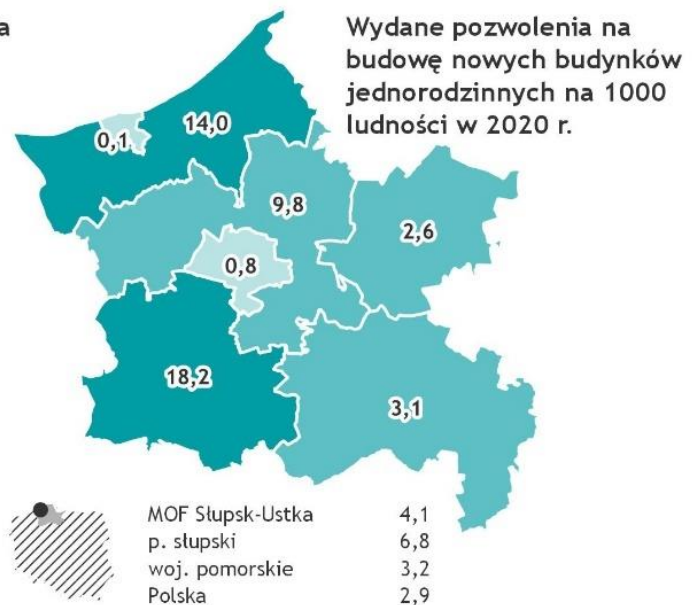 a
Wydane pozwolenia na
budowę nowych budynków
jednorodzinnych na 1000
ludności w 2020 r.
0,1
14,0
9,8
2,6
0,8
18,2
3,1
MOF Słupsk-Ustka 4,1
p. słupski 6,8
woj. pomorskie 3,2
Polska 2,9